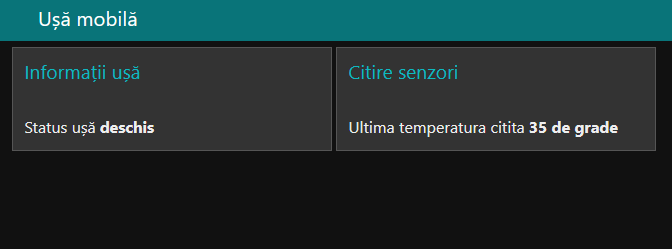 Ușă mobilă
Informații ușă
Status ușă deschis
Citire senzori
Ultima temperatura citita 35 de grade